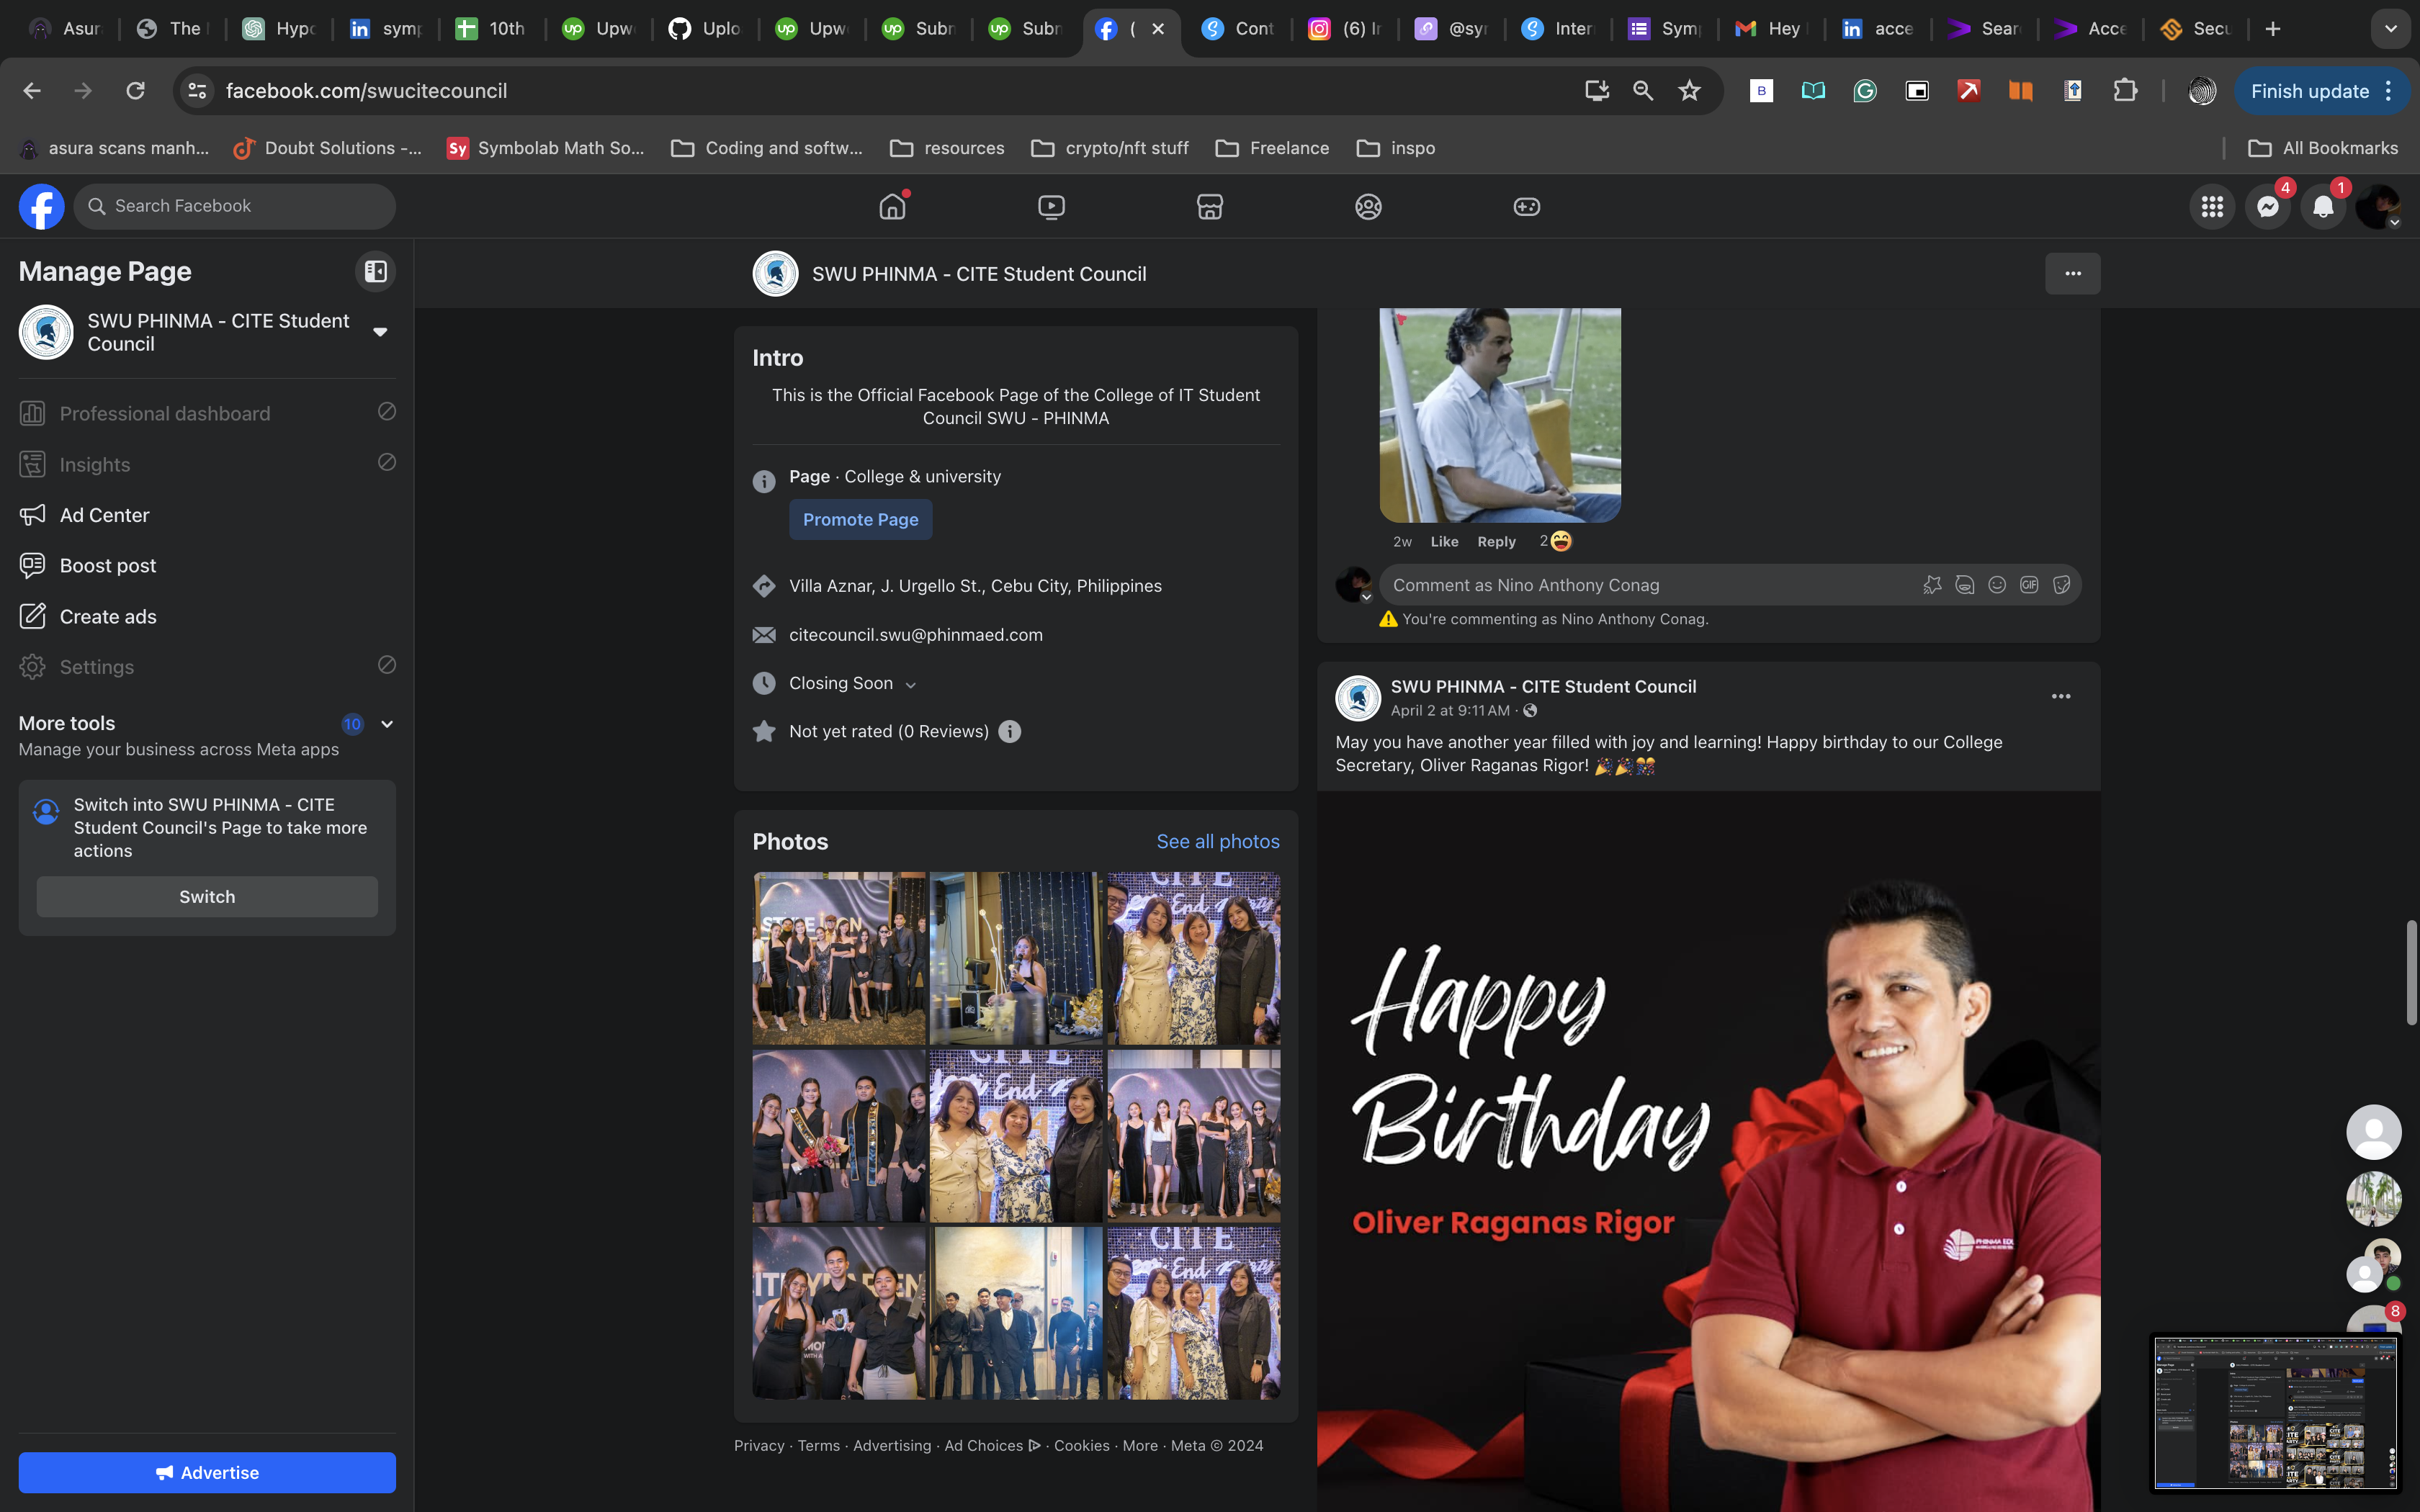 Asur
The
Hypo
symp
10th
Upw
Uplo
Upw
Subn
Subn
(
Cont
(6) Ir
@syr
Inter
Symp
Hey
acce
Sear
Acce
Secu
facebook.com/swucitecouncil
Finish update
asura scans manh...
Doubt Solutions -...
Symbolab Math So...
Coding and softw...
resources
crypto/nft stuff
Freelance
inspo
All Bookmarks
Search Facebook
4
1
Manage Page
SWU PHINMA - CITE Student
Council
Professional dashboard
Insights
Ad Center
Boost post
Create ads
Settings
More tools
10
Manage your business across Meta apps
Switch into SWU PHINMA - CITE
Student Council's Page to take more
actions
Switch
Advertise
SWU PHINMA - CITE Student Council
Intro
This is the Official Facebook Page of the College of IT Student
Council SWU - PHINMA
Page · College & university
Promote Page
Villa Aznar, J. Urgello St., Cebu City, Philippines
citecouncil.swu@phinmaed.com
Closing Soon
Not yet rated (0 Reviews)
Photos
See all photos
CITE
CITE
CITE
Privacy · Terms · Advertising · Ad Choices · Cookies · More · Meta © 2024
2w Like Reply 2
Comment as Nino Anthony Conag
GIF
You're commenting as Nino Anthony Conag.
SWU PHINMA - CITE Student Council
April 2 at 9:11 AM ·
May you have another year filled with joy and learning! Happy birthday to our College
Secretary, Oliver Raganas Rigor! 🎉🎉🎊
Happy
Birthday
Oliver Raganas Rigor
PHINMA EDU
8